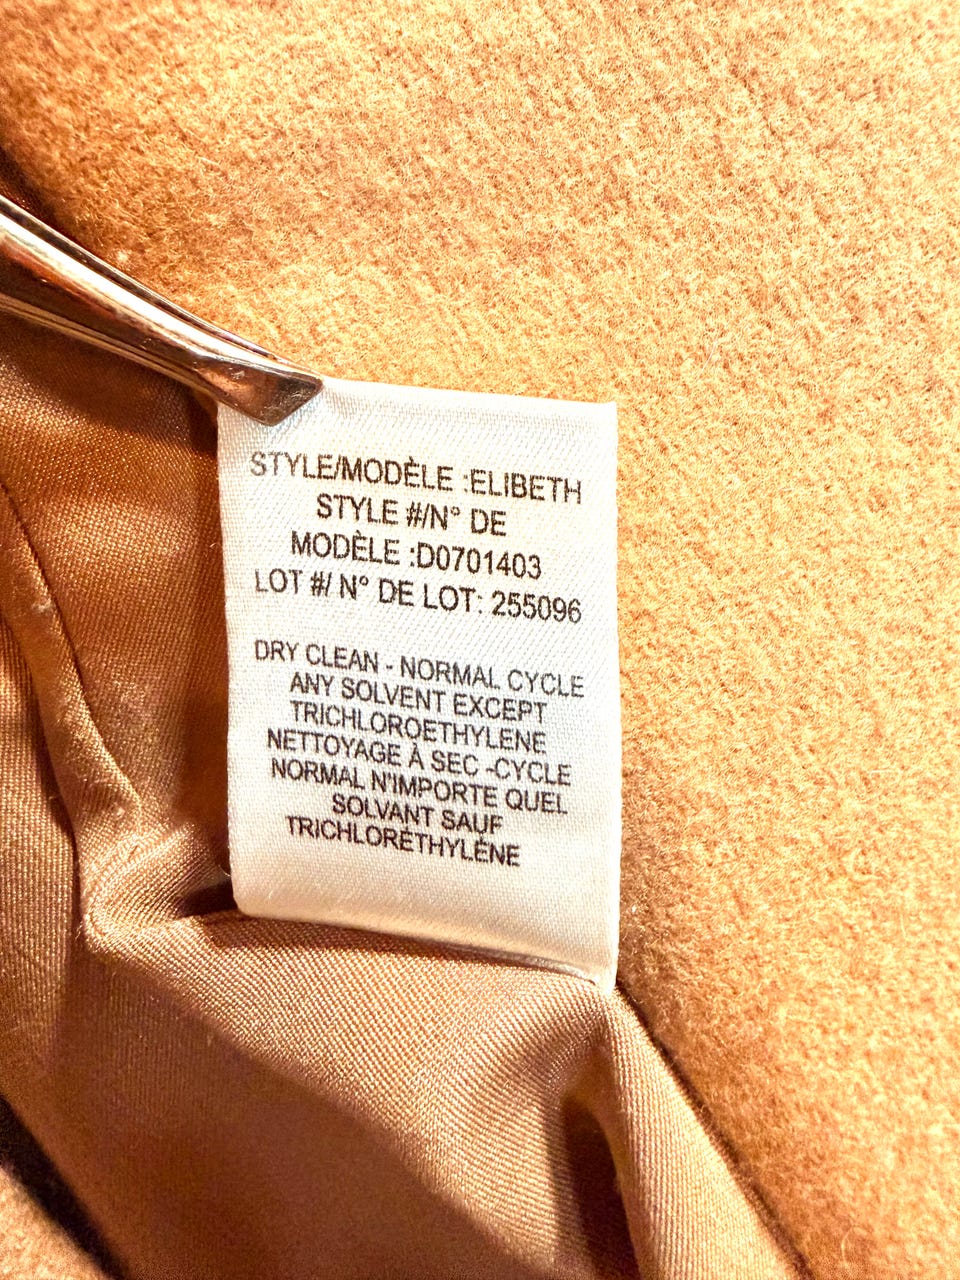 STYLE/MODÈLE :ELIBETH
STYLE #/N° DE
MODÈLE :D0701403
LOT #/ N° DE LOT: 255096
DRY CLEAN - NORMAL CYCLE
ANY SOLVENT EXCEPT
TRICHLOROETHYLENE
NETTOYAGE À SEC -CYCLE
NORMAL N'IMPORTE QUEL
SOLVANT SAUF
TRICHLORÉTHYLÈNE